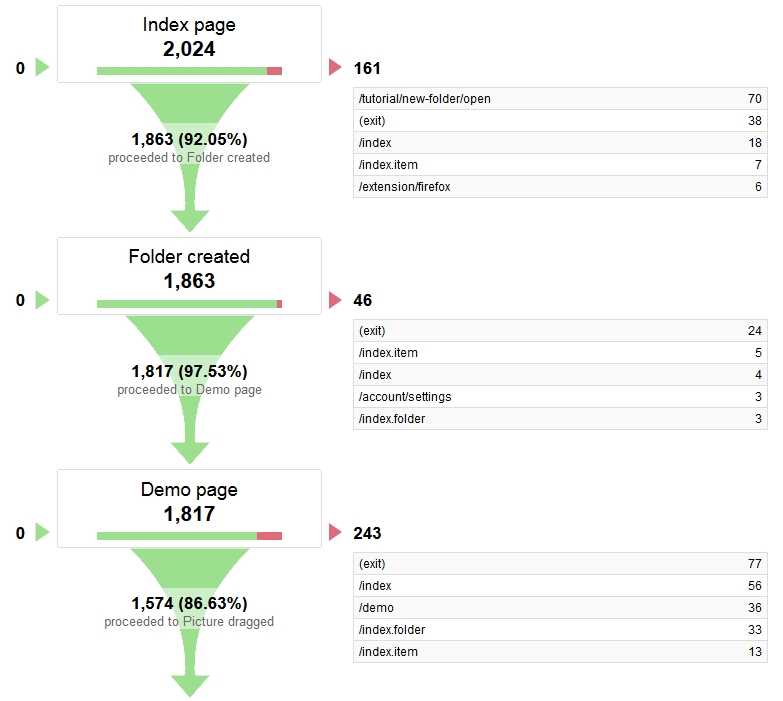 Index page
2,024
0
161
/tutorial/new-folder/open 70
(exit) 38
/index 18
/index.item 7
/extension/firefox 6
1,863 (92.05%)
proceeded to Folder created
Folder created
1,863
0
46
(exit) 24
/index.item 5
/index 4
/account/settings 3
/index.folder 3
1,817 (97.53%)
proceeded to Demo page
Demo page
1,817
0
243
(exit) 77
/index 56
/demo 36
/index.folder 33
/index.item 13
1,574 (86.63%)
proceeded to Picture dragged